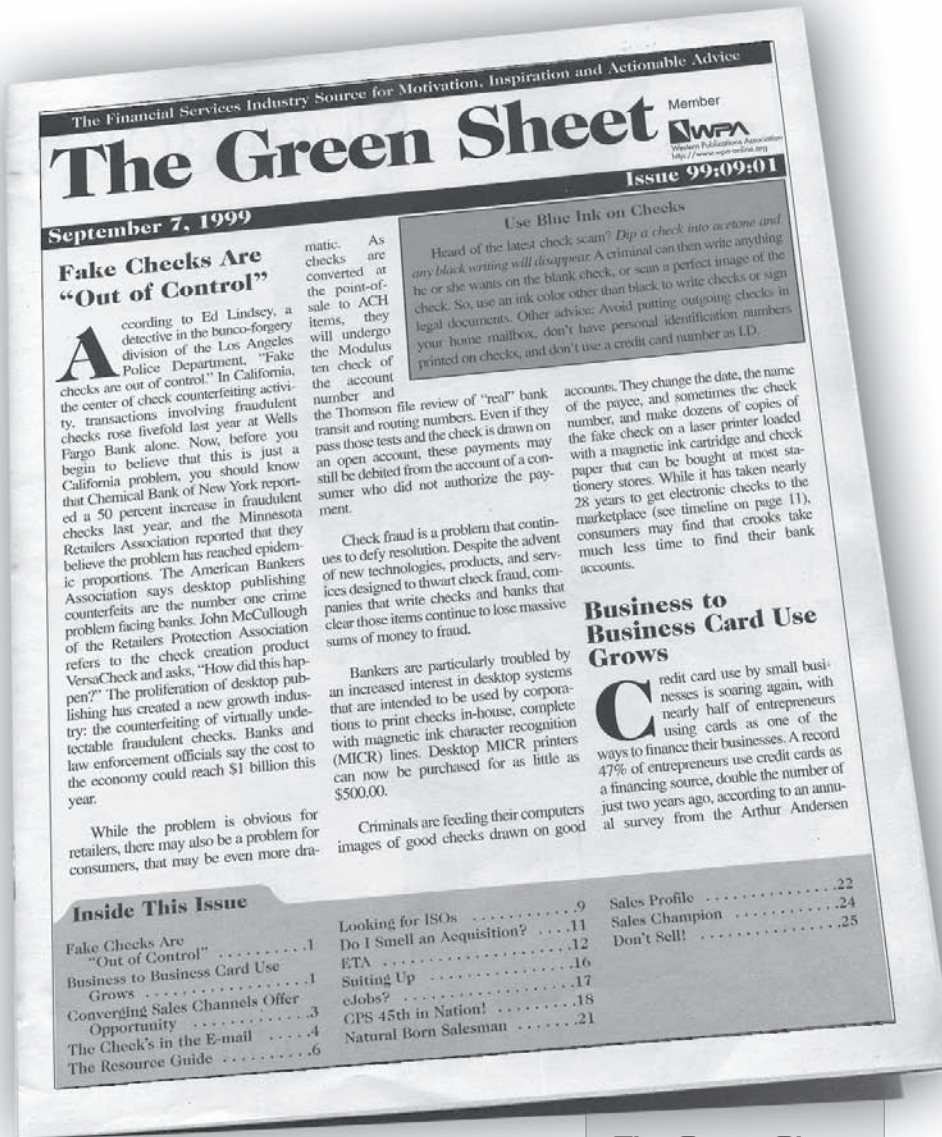 The Financial Services Industry Source for Motivation, Inspiration and Actionable Advice
The Green Sheet
Member
WPA
Western Publications Association
http://www.wpa-online.org
Issue 99:09:01
September 7, 1999
Fake Checks Are
“Out of Control”
According to Ed Lindsey, a
detective in the bunco-forgery
division of the Los Angeles
Police Department, “Fake
checks are out of control.” In California,
the center of check counterfeiting activi-
ty, transactions involving fraudulent
checks rose fivefold last year at Wells
Fargo Bank alone. Now, before you
begin to believe that this is just a
California problem, you should know
that Chemical Bank of New York report-
ed a 50 percent increase in fraudulent
checks last year, and the Minnesota
Retailers Association reported that they
believe the problem has reached epidem-
ic proportions. The American Bankers
Association says desktop publishing
counterfeits are the number one crime
problem facing banks. John McCullough
of the Retailers Protection Association
refers to the check creation product
VersaCheck and asks, “How did this hap-
pen?” The proliferation of desktop pub-
lishing has created a new growth indus-
try: the counterfeiting of virtually unde-
tectable fraudulent checks. Banks and
law enforcement officials say the cost to
the economy could reach $1 billion this
year.
While the problem is obvious for
retailers, there may also be a problem for
consumers, that may be even more dra-
matic. As
checks are
converted at
the point-of-
sale to ACH
items, they
will undergo
the Modulus
ten check of
the account
number and
the Thomson file review of “real” bank
transit and routing numbers. Even if they
pass those tests and the check is drawn on
an open account, these payments may
still be debited from the account of a con-
sumer who did not authorize the pay-
ment.
Check fraud is a problem that contin-
ues to defy resolution. Despite the advent
of new technologies, products, and serv-
ices designed to thwart check fraud, com-
panies that write checks and banks that
clear those items continue to lose massive
sums of money to fraud.
Bankers are particularly troubled by
an increased interest in desktop systems
that are intended to be used by corpora-
tions to print checks in-house, complete
with magnetic ink character recognition
(MICR) lines. Desktop MICR printers
can now be purchased for as little as
$500.00.
Criminals are feeding their computers
images of good checks drawn on good
Use Blue Ink on Checks
Heard of the latest check scam? Dip a check into acetone and
any black writing will disappear. A criminal can then write anything
he or she wants on the blank check, or scan a perfect image of the
check. So, use an ink color other than black to write checks or sign
legal documents. Other advice: Avoid putting outgoing checks in
your home mailbox, don’t have personal identification numbers
printed on checks, and don’t use a credit card number as I.D.
accounts. They change the date, the name
of the payee, and sometimes the check
number, and make dozens of copies of
the fake check on a laser printer loaded
with a magnetic ink cartridge and check
paper that can be bought at most sta-
tionery stores. While it has taken nearly
28 years to get electronic checks to the
marketplace (see timeline on page 11),
consumers may find that crooks take
much less time to find their bank
accounts.
Business to
Business Card Use
Grows
Credit card use by small busi-
nesses is soaring again, with
nearly half of entrepreneurs
using cards as one of the
ways to finance their businesses. A record
47% of entrepreneurs use credit cards as
a financing source, double the number of
just two years ago, according to an annu-
al survey from the Arthur Andersen
Inside This Issue
Fake Checks Are
“Out of Control” . . . . . . . . . .1
Business to Business Card Use
Grows . . . . . . . . . . . . . . . . . .1
Converging Sales Channels Offer
Opportunity . . . . . . . . . . . . .3
The Check’s in the E-mail . . . . .4
The Resource Guide . . . . . . . . . .6
Looking for ISOs . . . . . . . . . . . .9
Do I Smell an Acquisition? . . . .11
ETA . . . . . . . . . . . . . . . . . . . .12
Suiting Up . . . . . . . . . . . . . . .16
eJobs? . . . . . . . . . . . . . . . . . .17
CPS 45th in Nation! . . . . . . . . .18
Natural Born Salesman . . . . . . .21
Sales Profile . . . . . . . . . . . . . .22
Sales Champion . . . . . . . . . . . .24
Don’t Sell! . . . . . . . . . . . . . . .25